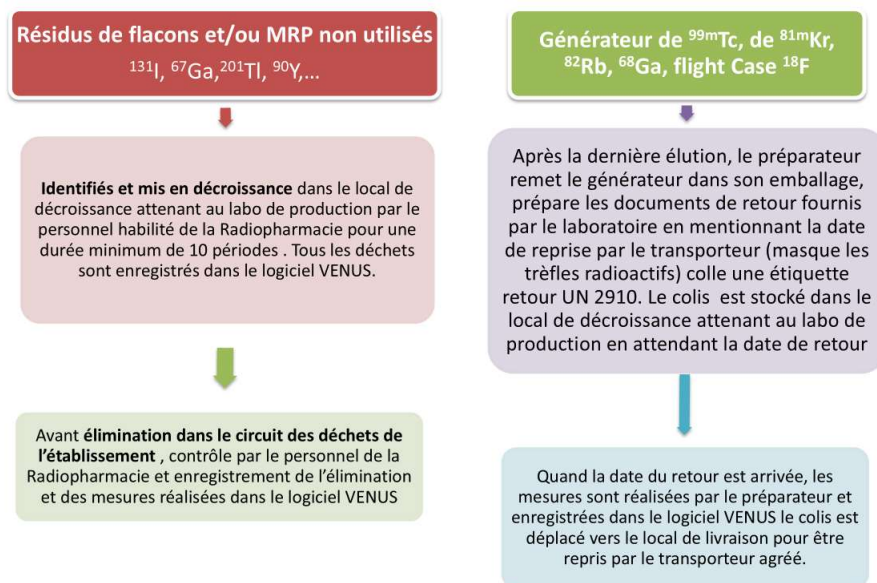 Résidus de flacons et/ou MRP non utilisés
¹³¹I, ⁶⁷Ga,²⁰¹Tl, ⁹⁰Y,...
Identifiés et mis en décroissance dans le local de
décroissance attenant au labo de production par le
personnel habilité de la Radiopharmacie pour une
durée minimum de 10 périodes . Tous les déchets
sont enregistrés dans le logiciel VENUS.
Avant élimination dans le circuit des déchets de
l’établissement , contrôle par le personnel de la
Radiopharmacie et enregistrement de l’élimination
et des mesures réalisées dans le logiciel VENUS
Générateur de ⁹⁹ᵐTc, de ⁸¹ᵐKr,
⁸²Rb, ⁶⁸Ga, flight Case ¹⁸F
Après la dernière élution, le préparateur
remet le générateur dans son emballage,
prépare les documents de retour fournis
par le laboratoire en mentionnant la date
de reprise par le transporteur (masque les
trèfles radioactifs) colle une étiquette
retour UN 2910. Le colis est stocké dans le
local de décroissance attenant au labo de
production en attendant la date de retour
Quand la date du retour est arrivée, les
mesures sont réalisées par le préparateur et
enregistrées dans le logiciel VENUS le colis est
déplacé vers le local de livraison pour être
repris par le transporteur agréé.